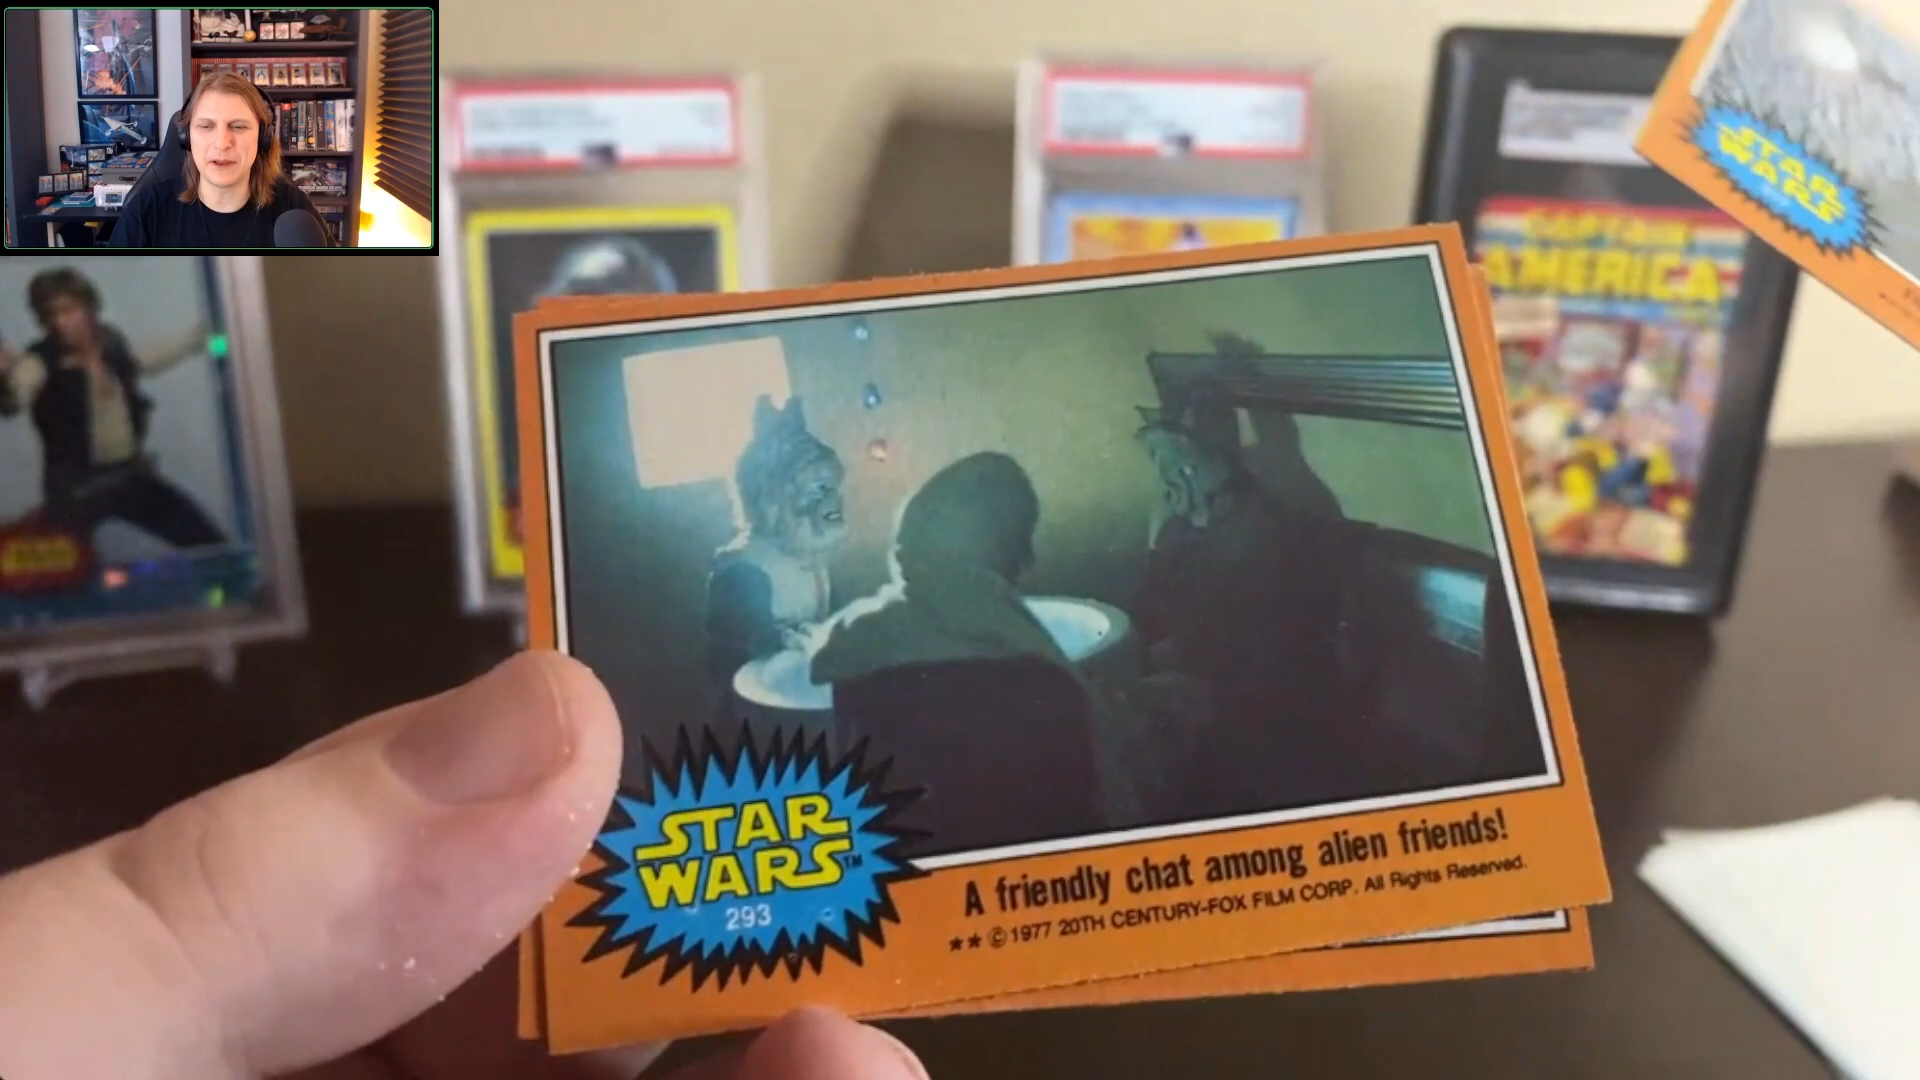 STAR
WARS
CAPTAIN
AMERICA
STAR
WARS™
293
A friendly chat among alien friends!
★★ ©1977 20TH CENTURY-FOX FILM CORP. All Rights Reserved.